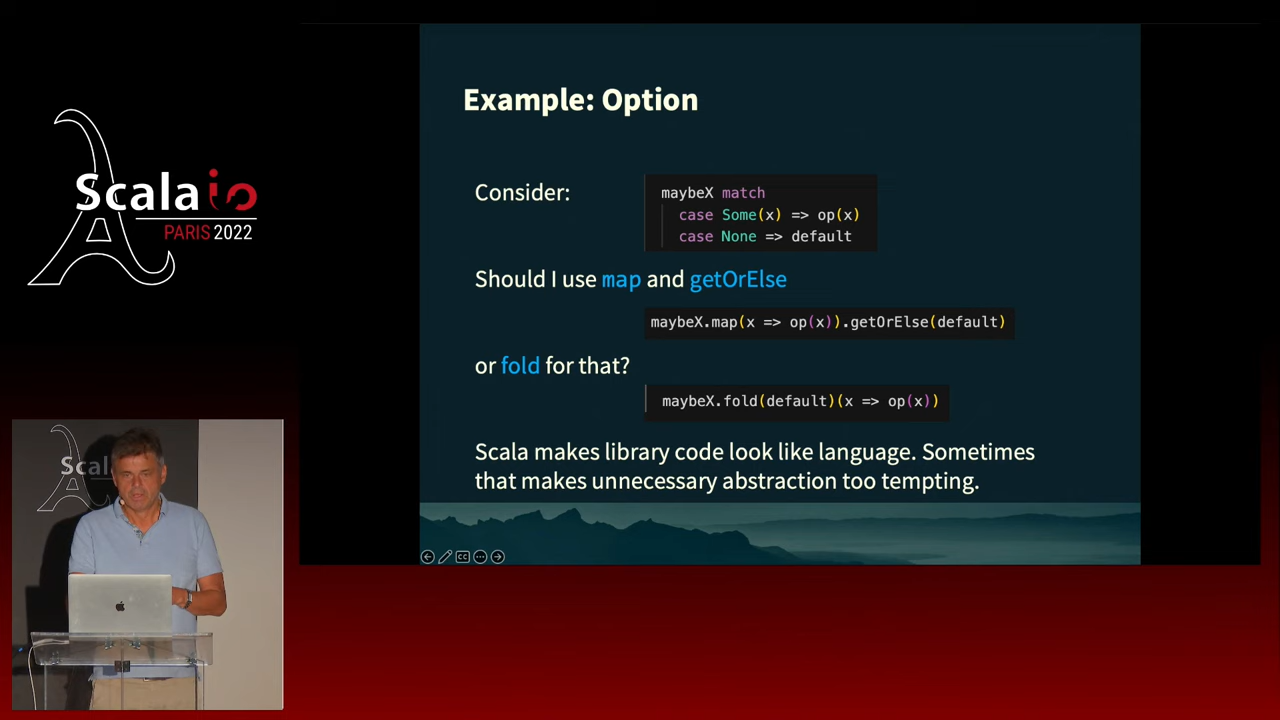 Scala io
PARIS 2022
Example: Option
Consider:
maybeX match
case Some(x) => op(x)
case None => default
Should I use map and getOrElse
maybeX.map(x => op(x)).getOrElse(default)
or fold for that?
maybeX.fold(default)(x => op(x))
Scala makes library code look like language. Sometimes
that makes unnecessary abstraction too tempting.
CC
Scal